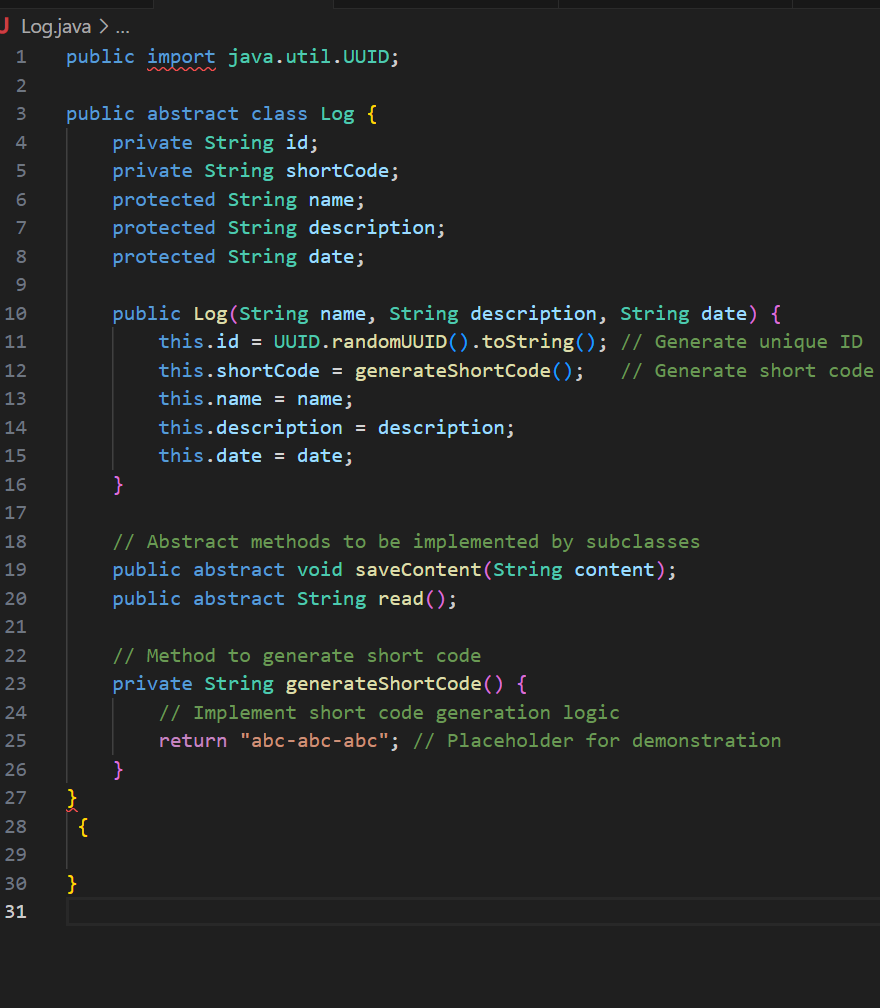 J Log.java > ...
1 public import java.util.UUID;
2
3 public abstract class Log {
4     private String id;
5     private String shortCode;
6     protected String name;
7     protected String description;
8     protected String date;
9
10     public Log(String name, String description, String date) {
11         this.id = UUID.randomUUID().toString(); // Generate unique ID
12         this.shortCode = generateShortCode();   // Generate short code
13         this.name = name;
14         this.description = description;
15         this.date = date;
16     }
17
18     // Abstract methods to be implemented by subclasses
19     public abstract void saveContent(String content);
20     public abstract String read();
21
22     // Method to generate short code
23     private String generateShortCode() {
24         // Implement short code generation logic
25         return "abc-abc-abc"; // Placeholder for demonstration
26     }
27 }
28  {
29
30 }
31